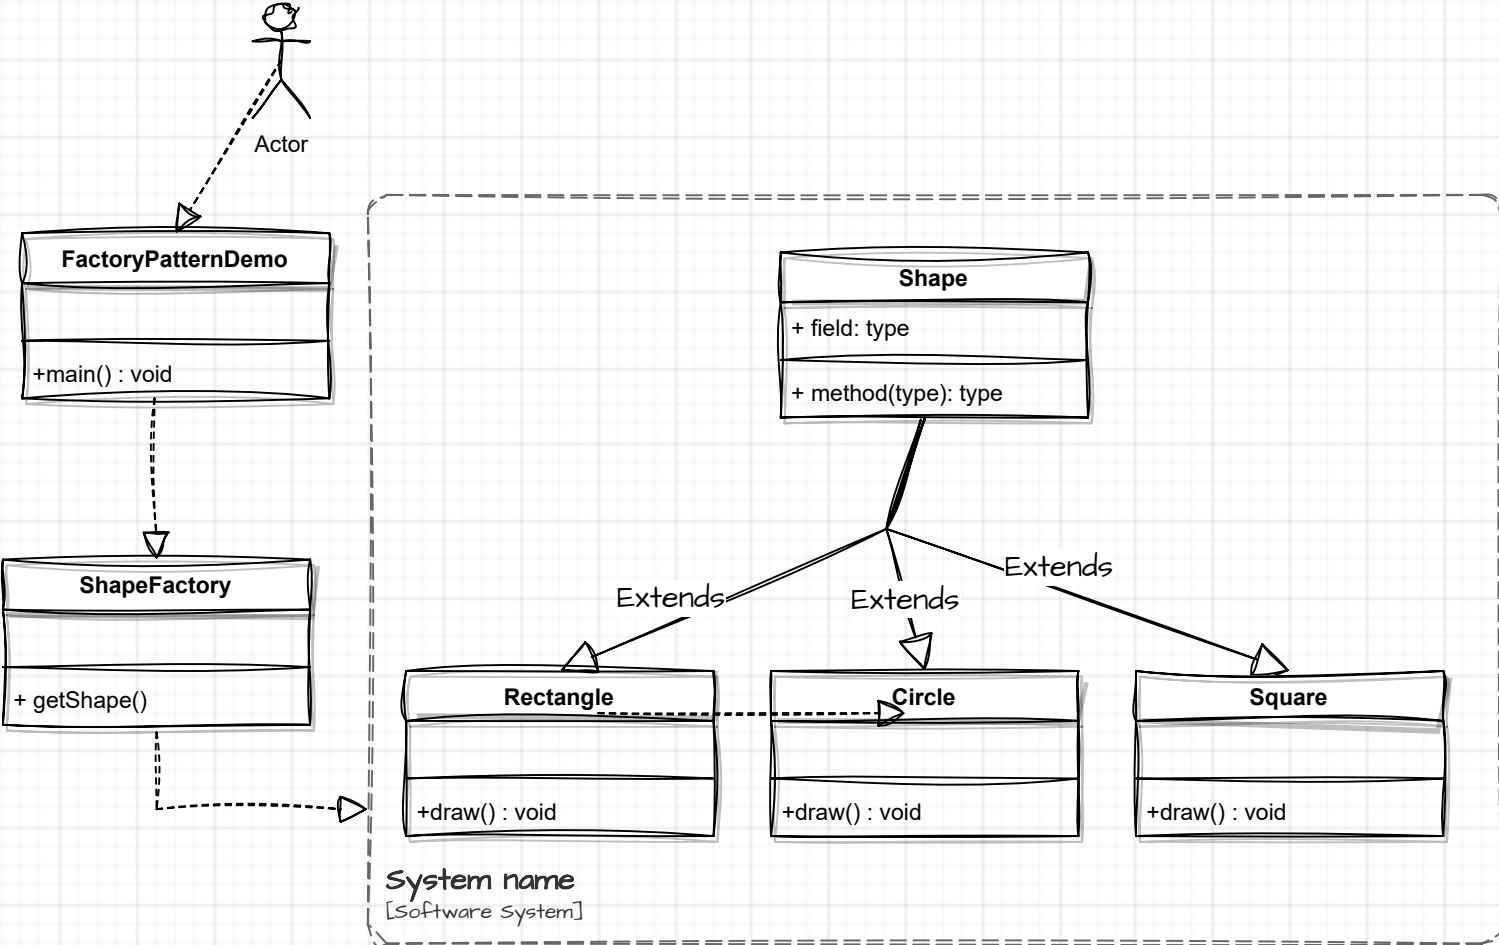 Actor
FactoryPatternDemo
+main() : void
Shape
+ field: type
+ method(type): type
ShapeFactory
+ getShape()
Extends
Extends
Extends
Rectangle
+draw() : void
Circle
+draw() : void
Square
+draw() : void
System name
[Software System]